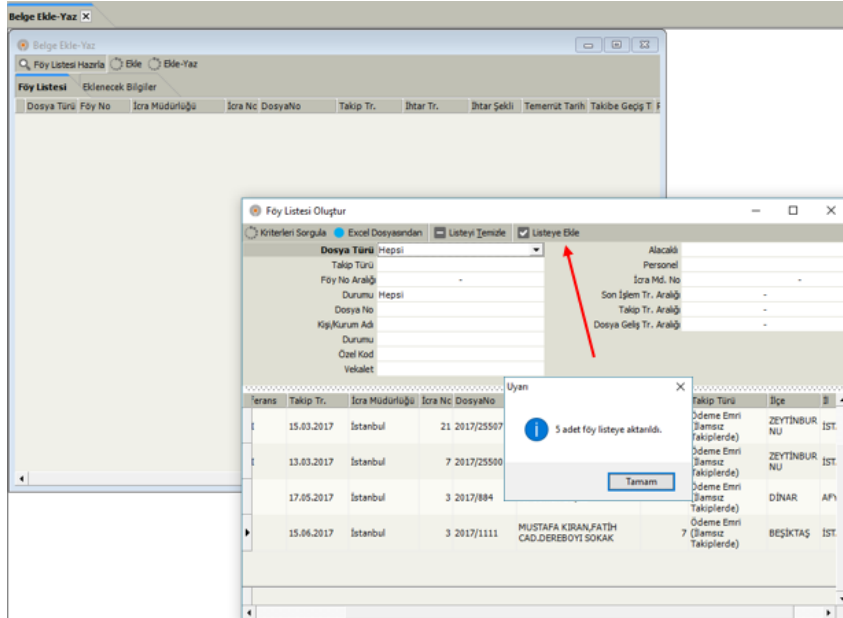 Belge Ekle-Yaz
Belge Ekle-Yaz
Föy Listesi Hazırla Ekle Ekle-Yaz
Föy Listesi Eklenecek Bilgiler
Dosya Türü Föy No İcra Müdürlüğü İcra Nc DosyaNo Takip Tr. İhtar Tr. İhtar Şekli Temerrüt Tarih Takibe Geçiş T
Föy Listesi Oluştur
Kriterleri Sorgula Excel Dosyasından Listeyi Temizle Listeye Ekle
Dosya Türü Hepsi Alacaklı
Takip Türü Personel
Föy No Aralığı - İcra Md. No -
Durumu Hepsi Son İşlem Tr. Aralığı -
Dosya No Takip Tr. Aralığı -
Kişi/Kurum Adı Dosya Geliş Tr. Aralığı -
Durumu
Özel Kod
Vekalet
Uyarı
5 adet föy listeye aktarıldı.
Tamam
ferans Takip Tr. İcra Müdürlüğü İcra Nc DosyaNo Takip Türü İlçe İl
15.03.2017 İstanbul 21 2017/25507 Ödeme Emri (İlamsız Takiplerde) ZEYTİNBURNU İST.
13.03.2017 İstanbul 7 2017/25500 Ödeme Emri (İlamsız Takiplerde) ZEYTİNBURNU İST.
17.05.2017 İstanbul 3 2017/884 Ödeme Emri (İlamsız Takiplerde) DİNAR AFY
15.06.2017 İstanbul 3 2017/1111 MUSTAFA KIRAN,FATİH CAD.DEREBOYI SOKAK 7 Ödeme Emri (İlamsız Takiplerde) BEŞİKTAŞ İST.